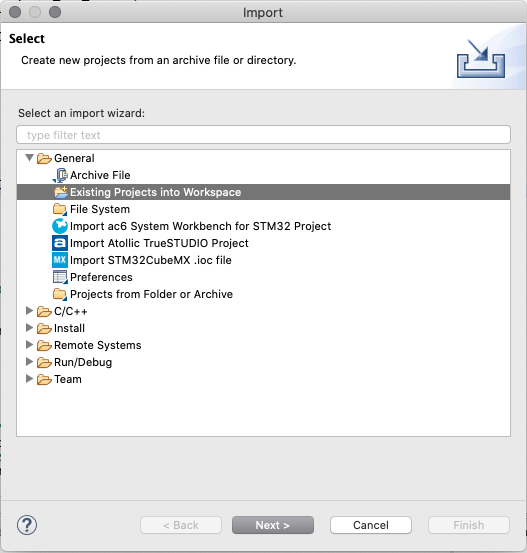 Import
Select
Create new projects from an archive file or directory.
Select an import wizard:
type filter text
General
Archive File
Existing Projects into Workspace
File System
Import ac6 System Workbench for STM32 Project
a Import Atollic TrueSTUDIO Project
MX Import STM32CubeMX .ioc file
Preferences
Projects from Folder or Archive
C/C++
Install
Remote Systems
Run/Debug
Team
? < Back Next > Cancel Finish